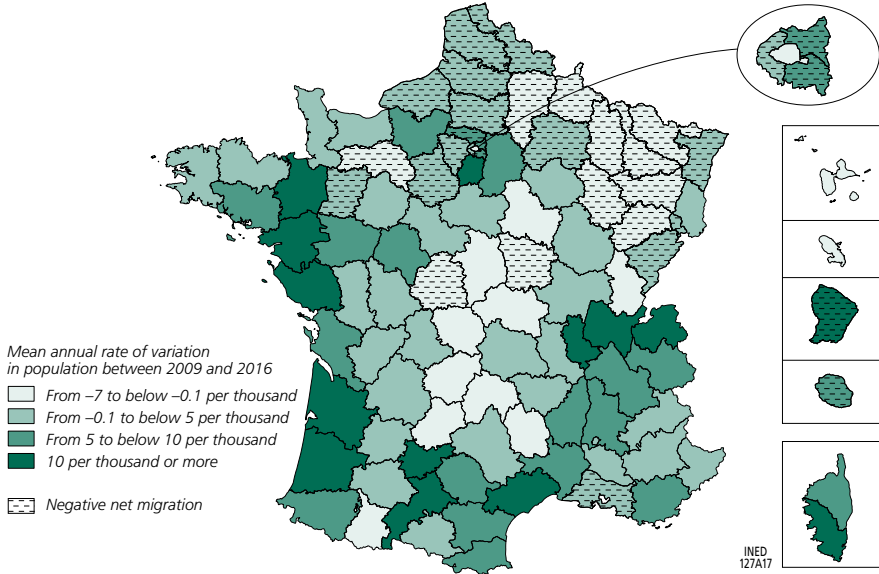 Mean annual rate of variation
in population between 2009 and 2016
From –7 to below –0.1 per thousand
From –0.1 to below 5 per thousand
From 5 to below 10 per thousand
10 per thousand or more
Negative net migration
INED
127A17